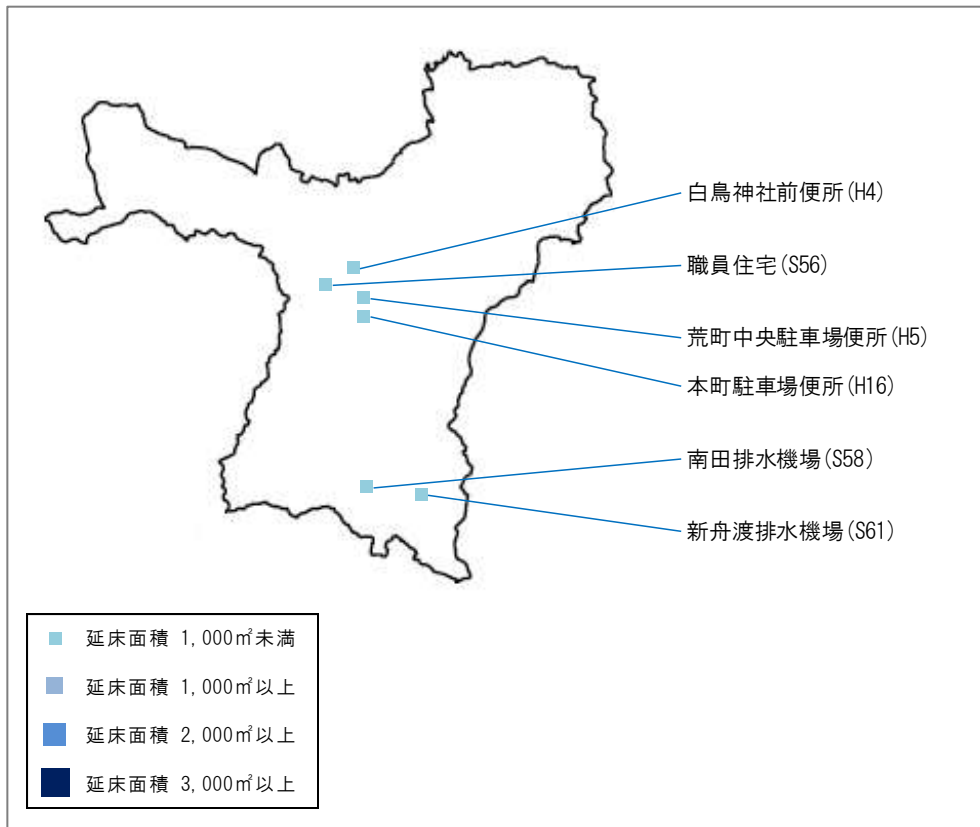 白鳥神社前便所(H4)
職員住宅(S56)
荒町中央駐車場便所(H5)
本町駐車場便所(H16)
南田排水機場(S58)
新舟渡排水機場(S61)
延床面積 1,000㎡未満
延床面積 1,000㎡以上
延床面積 2,000㎡以上
延床面積 3,000㎡以上